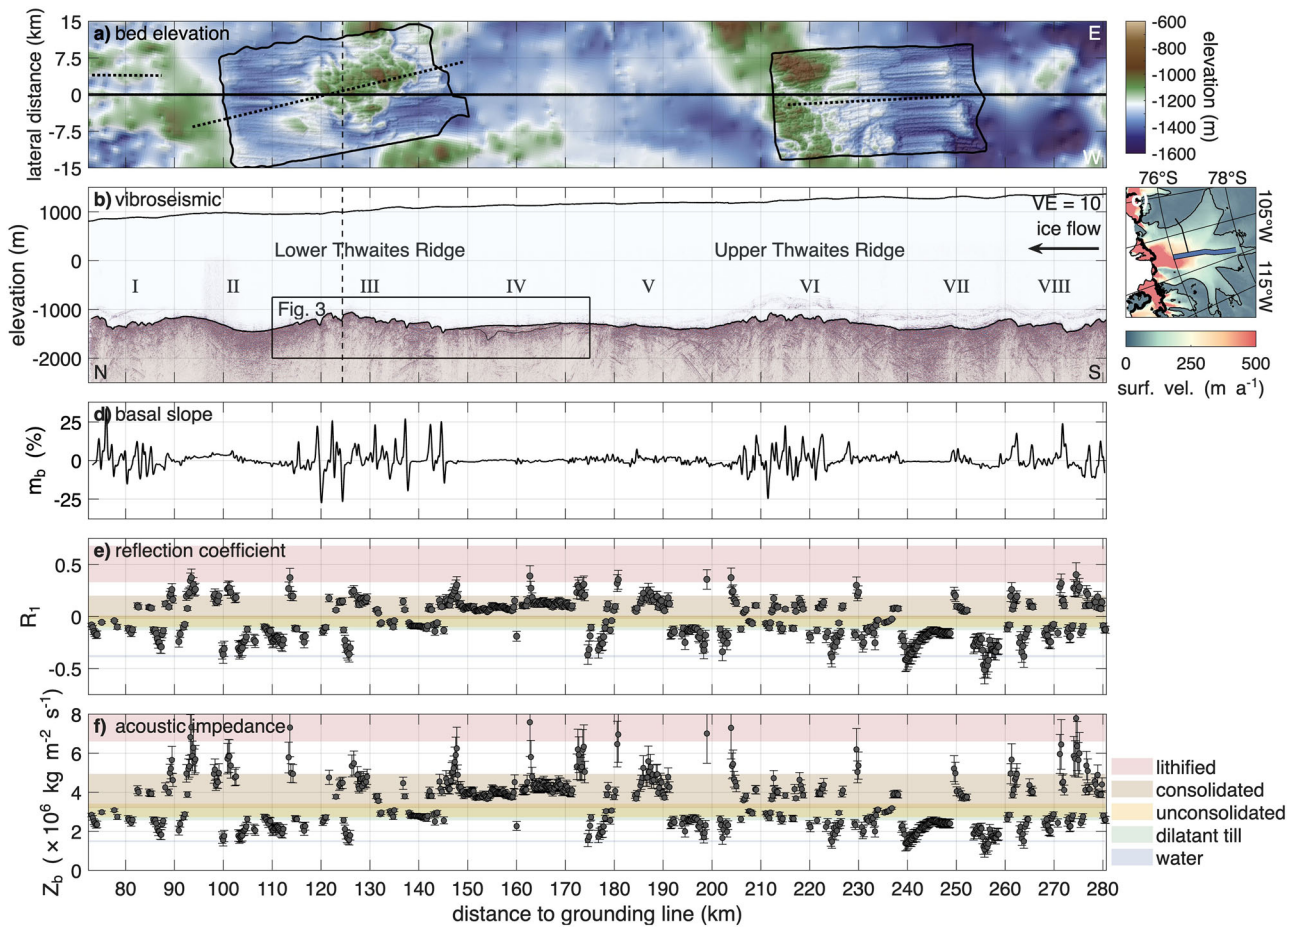 a) bed elevation
E
W
15
7.5
0
-7.5
-15
lateral distance (km)
-600
-800
-1000
-1200
-1400
-1600
elevation (m)
b) vibroseismic
VE = 10
ice flow
Lower Thwaites Ridge
Upper Thwaites Ridge
I II III IV V VI VII VIII
Fig. 3
N
S
1000
0
-1000
-2000
elevation (m)
76°S 78°S
105°W
115°W
0 250 500
surf. vel. (m a⁻¹)
d) basal slope
25
0
-25
m_b (%)
e) reflection coefficient
0.5
0
-0.5
R₁
f) acoustic impedance
8
6
4
2
0
Z_b ( × 10⁶ kg m⁻² s⁻¹)
lithified
consolidated
unconsolidated
dilatant till
water
80 90 100 110 120 130 140 150 160 170 180 190 200 210 220 230 240 250 260 270 280
distance to grounding line (km)